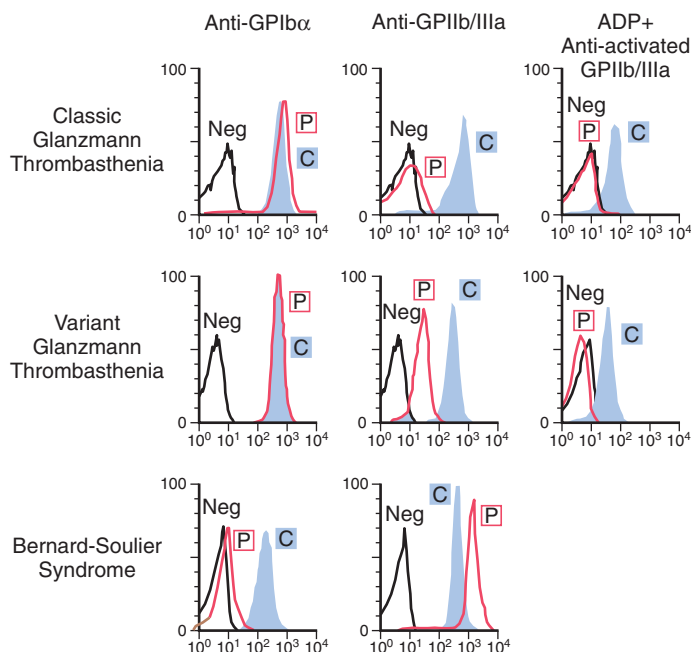 Anti-GPIbα
Anti-GPIIb/IIIa
ADP+
Anti-activated
GPIIb/IIIa
Classic
Glanzmann
Thrombasthenia
100
0
Neg
P
C
10⁰ 10¹ 10² 10³ 10⁴
100
0
Neg
P
C
10⁰ 10¹ 10² 10³ 10⁴
100
0
Neg
P
C
10⁰ 10¹ 10² 10³ 10⁴
Variant
Glanzmann
Thrombasthenia
100
0
Neg
P
C
10⁰ 10¹ 10² 10³ 10⁴
100
0
Neg
P
C
10⁰ 10¹ 10² 10³ 10⁴
100
0
Neg
P
C
10⁰ 10¹ 10² 10³ 10⁴
Bernard-Soulier
Syndrome
100
0
Neg
P
C
10⁰ 10¹ 10² 10³ 10⁴
100
0
Neg
C
P
10⁰ 10¹ 10² 10³ 10⁴